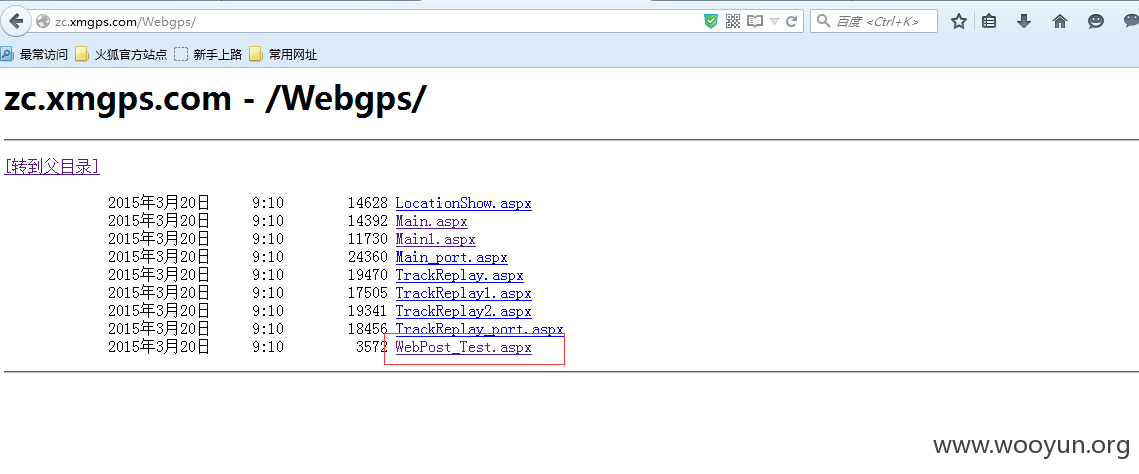 zc.xmgps.com/Webgps/
百度 <Ctrl+K>
最常访问 火狐官方站点 新手上路 常用网址
zc.xmgps.com - /Webgps/
[转到父目录]
2015年3月20日 9:10 14628 LocationShow.aspx
2015年3月20日 9:10 14392 Main.aspx
2015年3月20日 9:10 11730 Main1.aspx
2015年3月20日 9:10 24360 Main_port.aspx
2015年3月20日 9:10 19470 TrackReplay.aspx
2015年3月20日 9:10 17505 TrackReplay1.aspx
2015年3月20日 9:10 19341 TrackReplay2.aspx
2015年3月20日 9:10 18456 TrackReplay_port.aspx
2015年3月20日 9:10 3572 WebPost_Test.aspx
www.wooyun.org